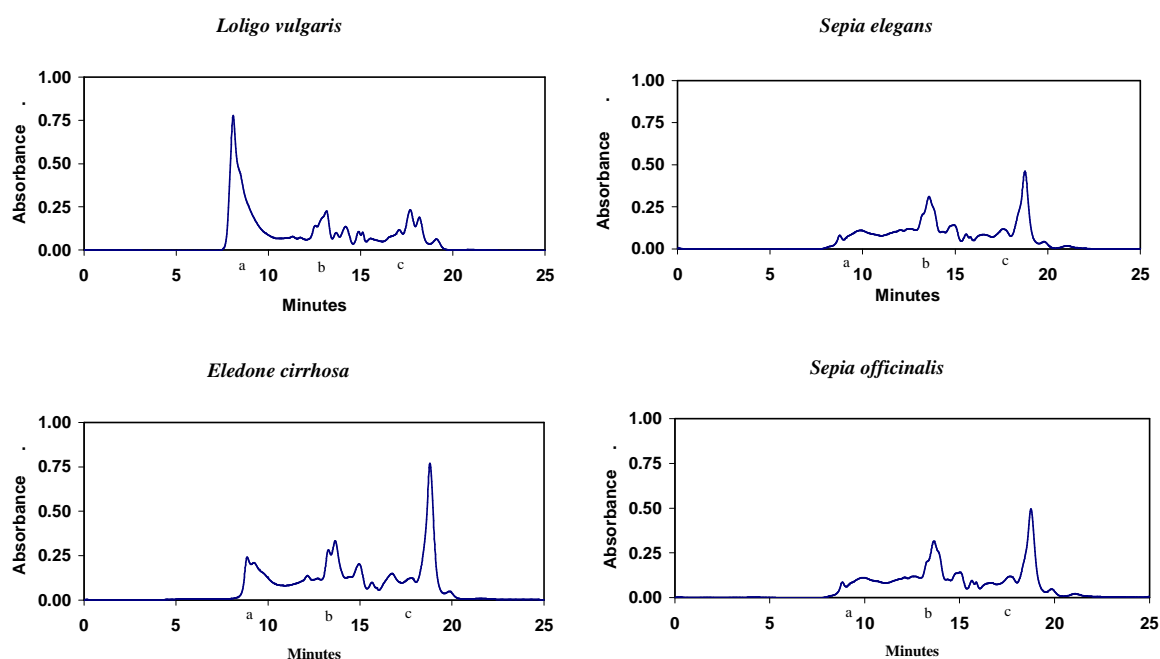 Loligo vulgaris
1.00
0.75
0.50
0.25
0.00
Absorbance .
0 5 10 15 20 25
a b c
Minutes
Sepia elegans
1.00
0.75
0.50
0.25
0.00
Absorbance .
0 5 10 15 20 25
a b c
Minutes
Eledone cirrhosa
1.00
0.75
0.50
0.25
0.00
Absorbance .
0 5 10 15 20 25
a b c
Minutes
Sepia officinalis
1.00
0.75
0.50
0.25
0.00
Absorbance .
0 5 10 15 20 25
a b c
Minutes